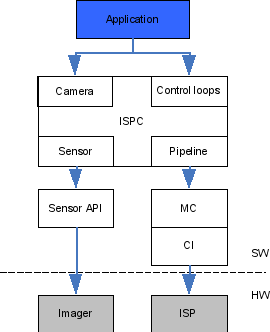 Application
Camera
Control loops
ISPC
Sensor
Pipeline
Sensor API
MC
CI
SW
HW
Imager
ISP